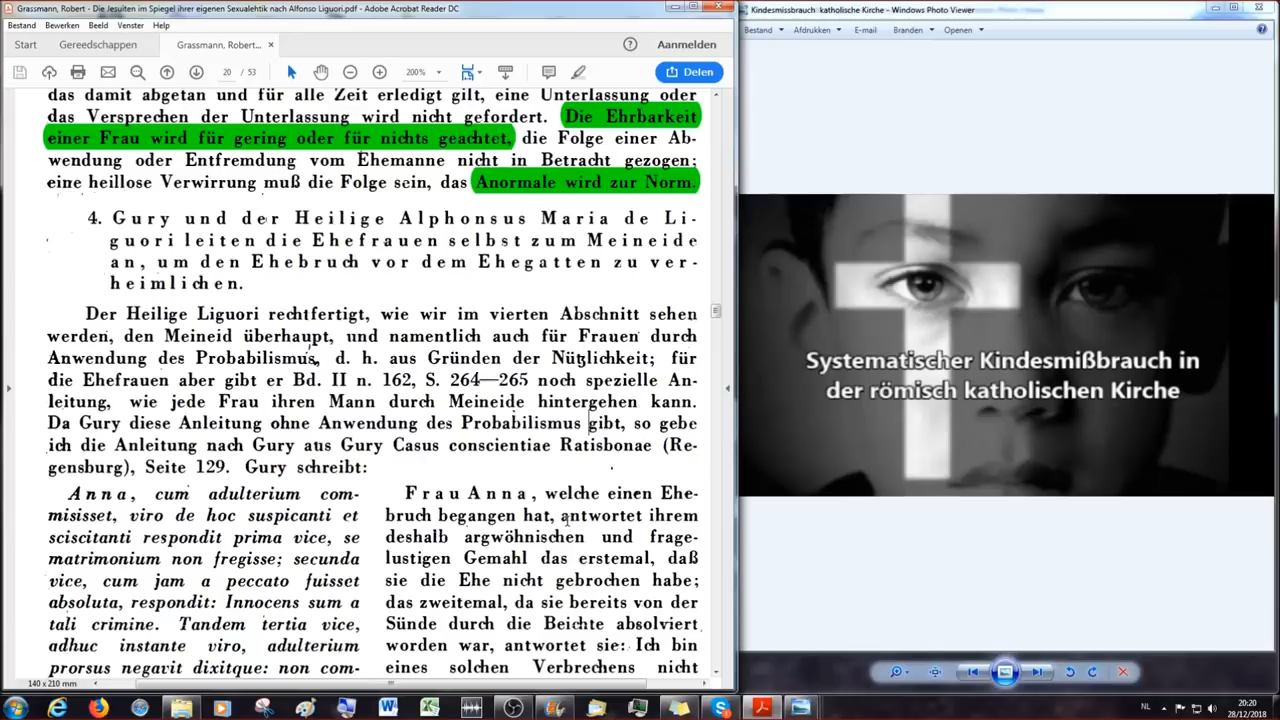 Grassmann, Robert - Die Jesuiten im Spiegel ihrer eigenen Sexualethik nach Alfonso Liguori.pdf - Adobe Acrobat Reader DC
Bestand Bewerken Beeld Venster Help
Start Gereedschappen Grassmann, Robert... × Aanmelden
20 / 53 200% Delen
das damit abgetan und für alle Zeit erledigt gilt, eine Unterlassung oder
das Versprechen der Unterlassung wird nicht gefordert. Die Ehrbarkeit
einer Frau wird für gering oder für nichts geachtet, die Folge einer Ab-
wendung oder Entfremdung vom Ehemanne nicht in Betracht gezogen;
eine heillose Verwirrung muß die Folge sein, das Anormale wird zur Norm.
4. Gury und der Heilige Alphonsus Maria de Li-
guori leiten die Ehefrauen selbst zum Meineide
an, um den Ehebruch vor dem Ehegatten zu ver-
heimlichen.
Der Heilige Liguori rechtfertigt, wie wir im vierten Abschnitt sehen
werden, den Meineid überhaupt, und namentlich auch für Frauen durch
Anwendung des Probabilismus, d. h. aus Gründen der Nützlichkeit; für
die Ehefrauen aber gibt er Bd. II n. 162, S. 264—265 noch spezielle An-
leitung, wie jede Frau ihren Mann durch Meineide hintergehen kann.
Da Gury diese Anleitung ohne Anwendung des Probabilismus gibt, so gebe
ich die Anleitung nach Gury aus Gury Casus conscientiae Ratisbonae (Re-
gensburg), Seite 129. Gury schreibt:
Anna, cum adulterium com-
misisset, viro de hoc suspicanti et
sciscitanti respondit prima vice, se
matrimonium non fregisse; secunda
vice, cum jam a peccato fuisset
absoluta, respondit: Innocens sum a
tali crimine. Tandem tertia vice,
adhuc instante viro, adulterium
prorsus negavit dixitque: non com-
Frau Anna, welche einen Ehe-
bruch begangen hat, antwortet ihrem
deshalb argwöhnischen und frage-
lustigen Gemahl das erstemal, daß
sie die Ehe nicht gebrochen habe;
das zweitemal, da sie bereits von der
Sünde durch die Beichte absolviert
worden war, antwortet sie: Ich bin
eines solchen Verbrechens nicht
140 x 210 mm
Kindesmissbrauch katholische Kirche - Windows Photo Viewer
Bestand Afdrukken E-mail Branden Openen
Systematischer Kindesmißbrauch in
der römisch katholischen Kirche
NL 20:20
28/12/2018